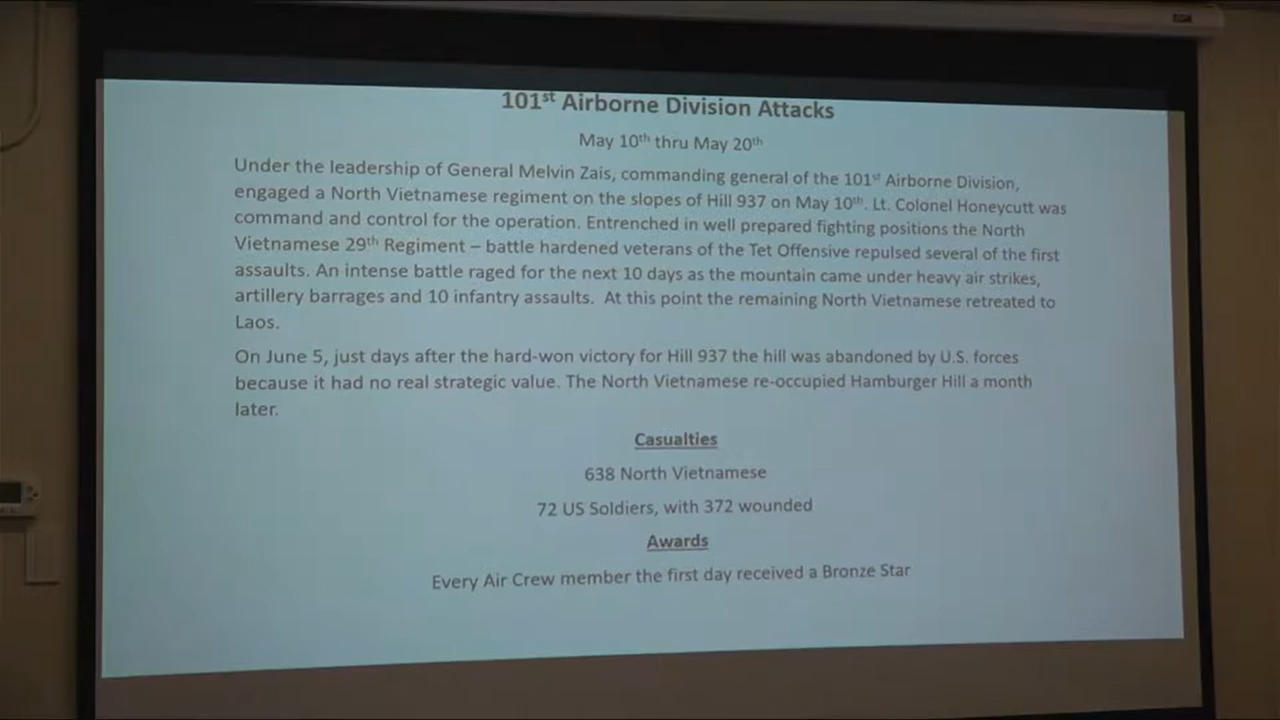 101st Airborne Division Attacks
May 10th thru May 20th
Under the leadership of General Melvin Zais, commanding general of the 101st Airborne Division,
engaged a North Vietnamese regiment on the slopes of Hill 937 on May 10th. Lt. Colonel Honeycutt was
command and control for the operation. Entrenched in well prepared fighting positions the North
Vietnamese 29th Regiment – battle hardened veterans of the Tet Offensive repulsed several of the first
assaults. An intense battle raged for the next 10 days as the mountain came under heavy air strikes,
artillery barrages and 10 infantry assaults. At this point the remaining North Vietnamese retreated to
Laos.
On June 5, just days after the hard-won victory for Hill 937 the hill was abandoned by U.S. forces
because it had no real strategic value. The North Vietnamese re-occupied Hamburger Hill a month
later.
Casualties
638 North Vietnamese
72 US Soldiers, with 372 wounded
Awards
Every Air Crew member the first day received a Bronze Star